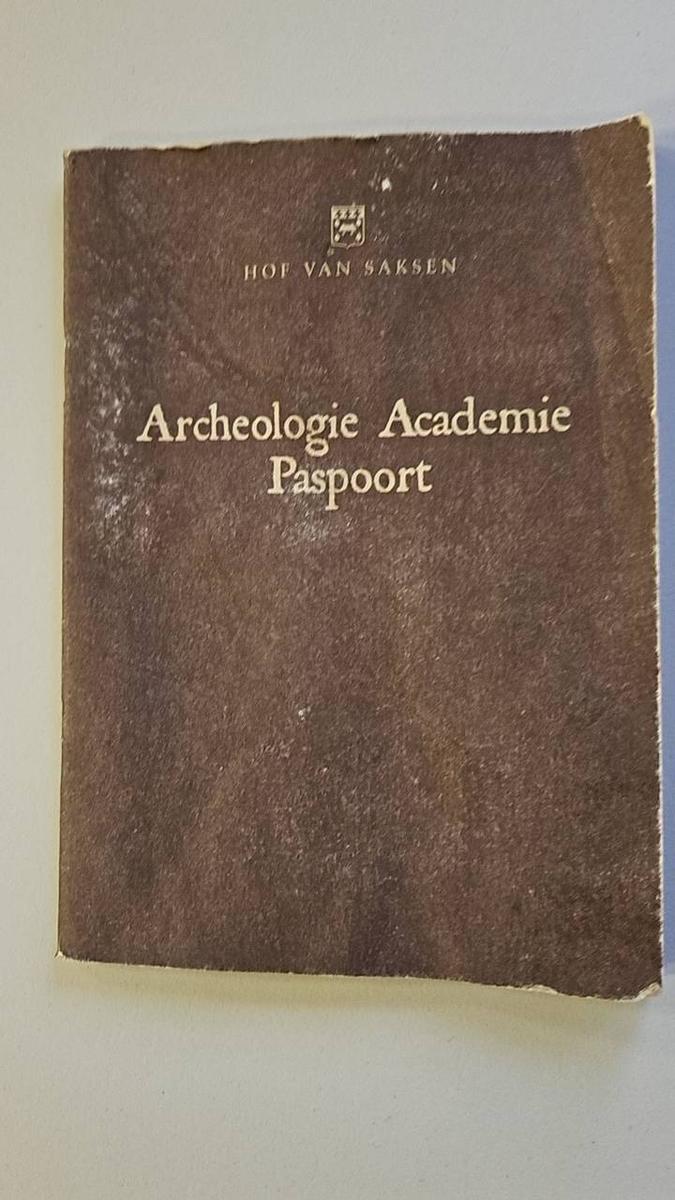 HOF VAN SAKSEN
Archeologie Academie
Paspoort